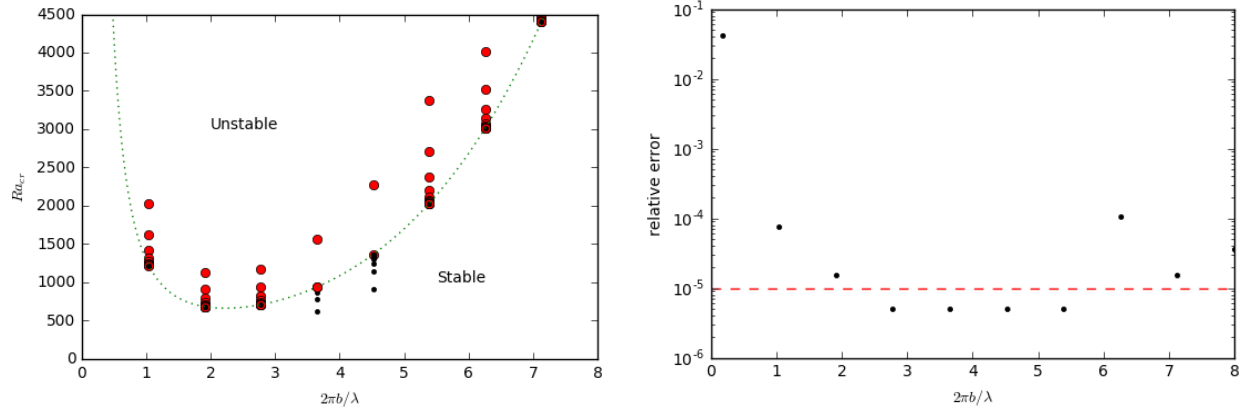 4500
4000
3500
3000
2500
2000
1500
1000
500
0
Ra_{cr}
Unstable
Stable
0 1 2 3 4 5 6 7 8
2πb/λ
10^{-1}
10^{-2}
10^{-3}
10^{-4}
10^{-5}
10^{-6}
relative error
0 1 2 3 4 5 6 7 8
2πb/λ